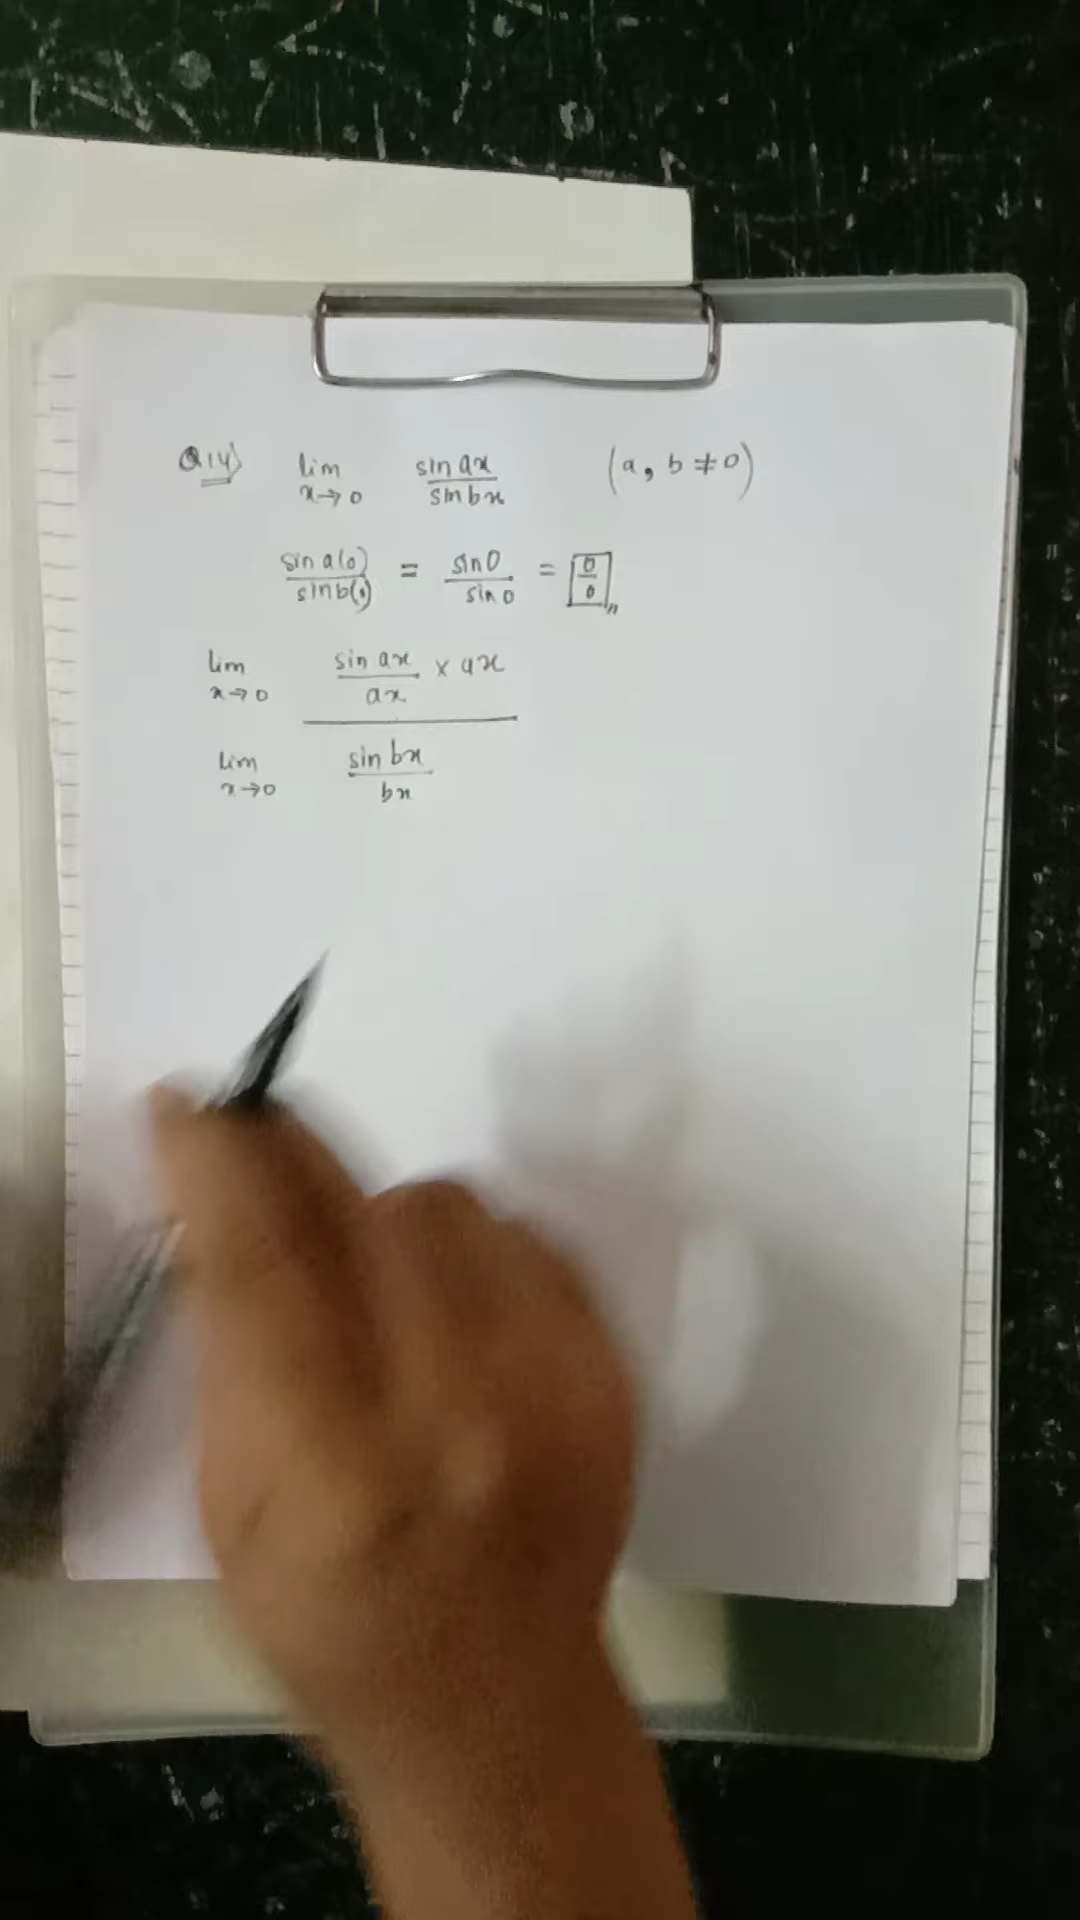 Q14) lim x→0 sin ax / sin bx (a, b ≠ 0)
sin a(0) / sin b(0) = sin 0 / sin 0 = 0/0 "
lim x→0 sin ax / ax × ax
lim x→0 sin bx / bx